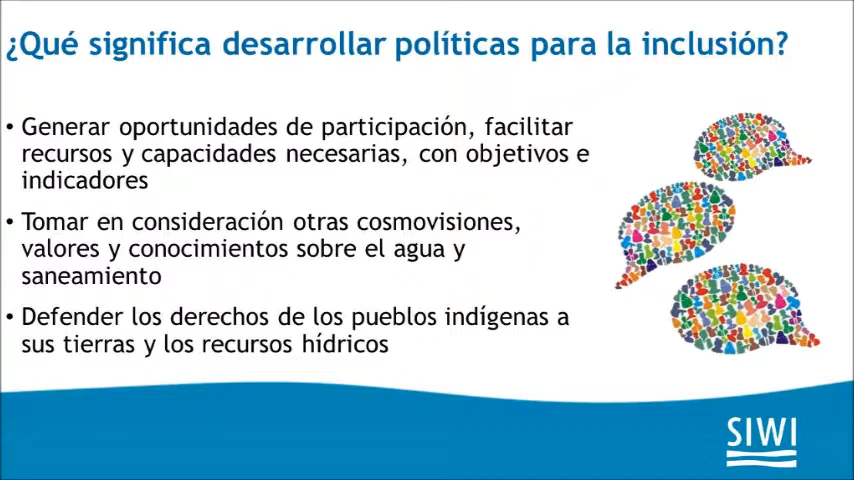 ¿Qué significa desarrollar políticas para la inclusión?
• Generar oportunidades de participación, facilitar
recursos y capacidades necesarias, con objetivos e
indicadores
• Tomar en consideración otras cosmovisiones,
valores y conocimientos sobre el agua y
saneamiento
• Defender los derechos de los pueblos indígenas a
sus tierras y los recursos hídricos
SIWI